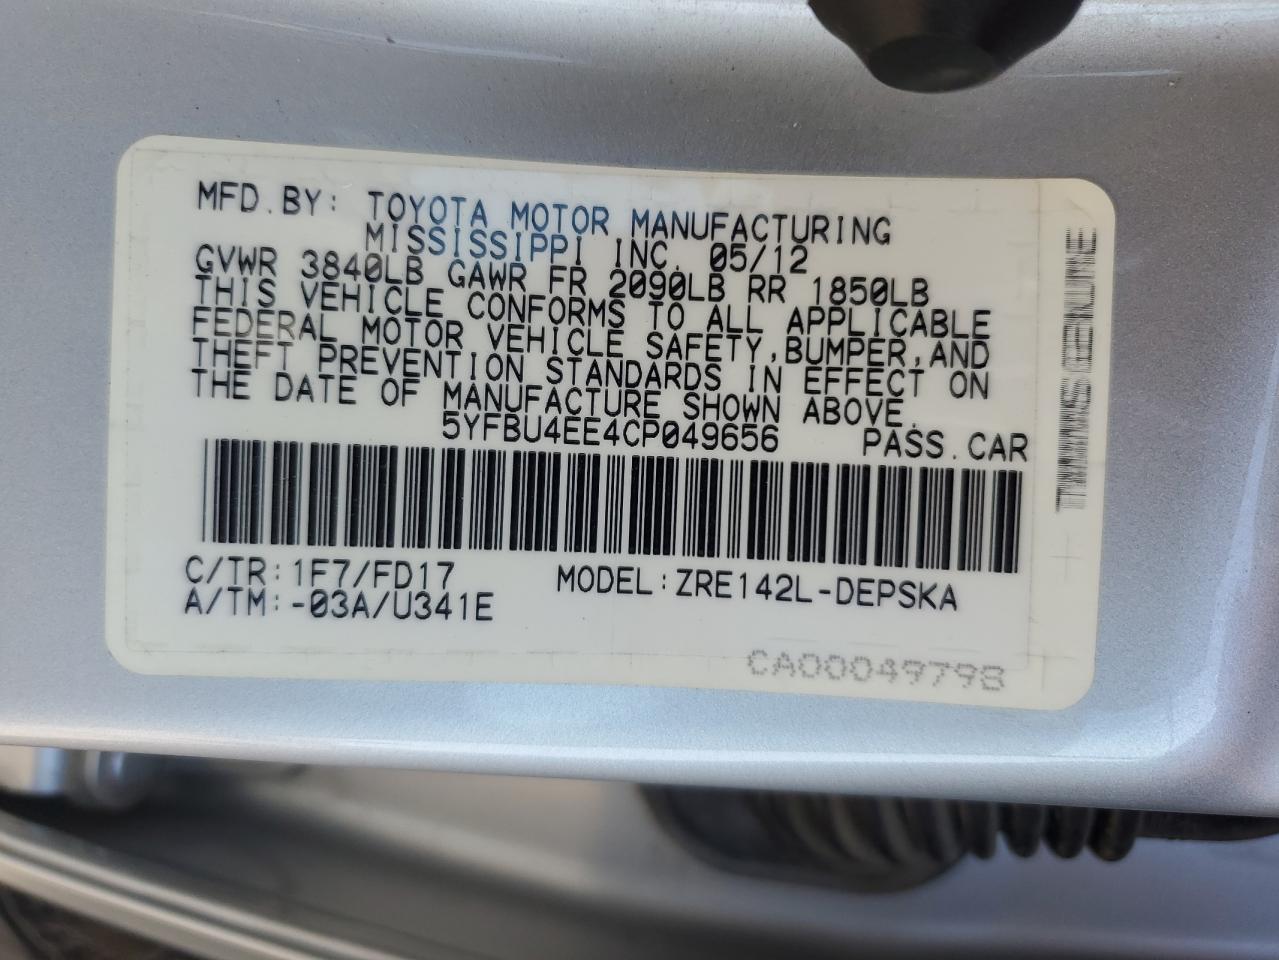 MFD.BY: TOYOTA MOTOR MANUFACTURING
MISSISSIPPI INC. 05/12
GVWR 3840LB GAWR FR 2090LB RR 1850LB
THIS VEHICLE CONFORMS TO ALL APPLICABLE
FEDERAL MOTOR VEHICLE SAFETY,BUMPER,AND
THEFT PREVENTION STANDARDS IN EFFECT ON
THE DATE OF MANUFACTURE SHOWN ABOVE.
5YFBU4EE4CP049656 PASS.CAR
C/TR:1F7/FD17 MODEL:ZRE142L-DEPSKA
A/TM:-03A/U341E
CA00049798